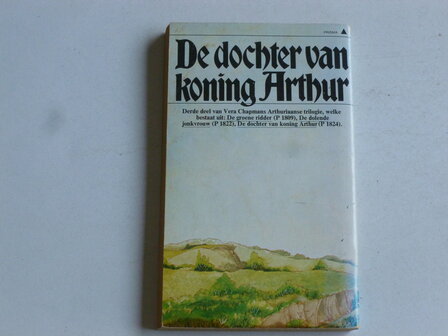 De dochter van
koning Arthur
Derde deel van Vera Chapmans Arthuriaanse trilogie, welke
bestaat uit: De groene ridder (P 1809), De dolende
jonkvrouw (P 1822), De dochter van koning Arthur (P 1824).